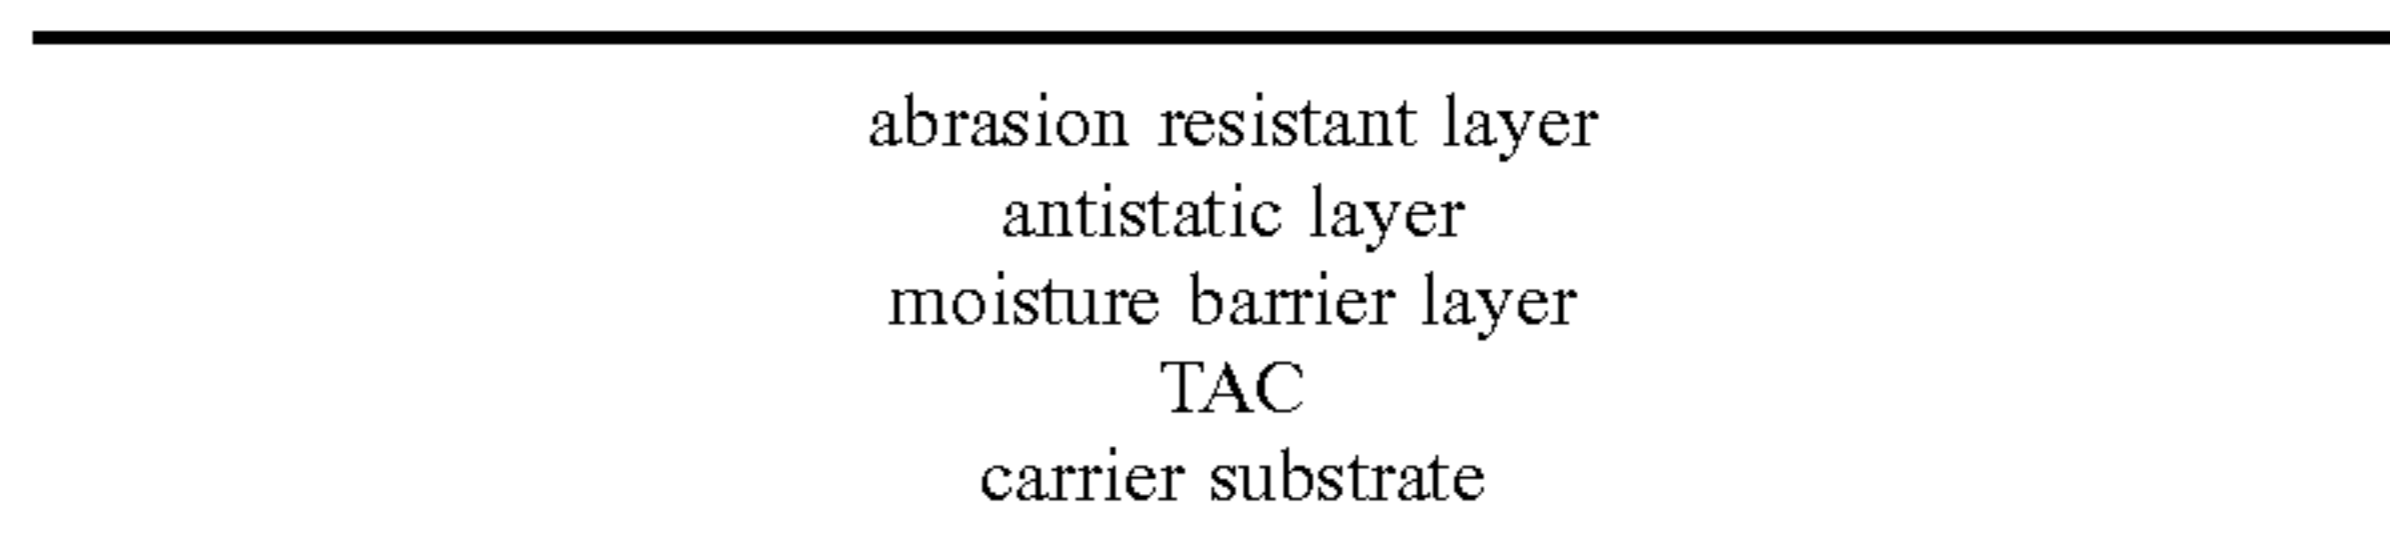 abrasion resistant layer
antistatic layer
moisture barrier layer
TAC
carrier substrate